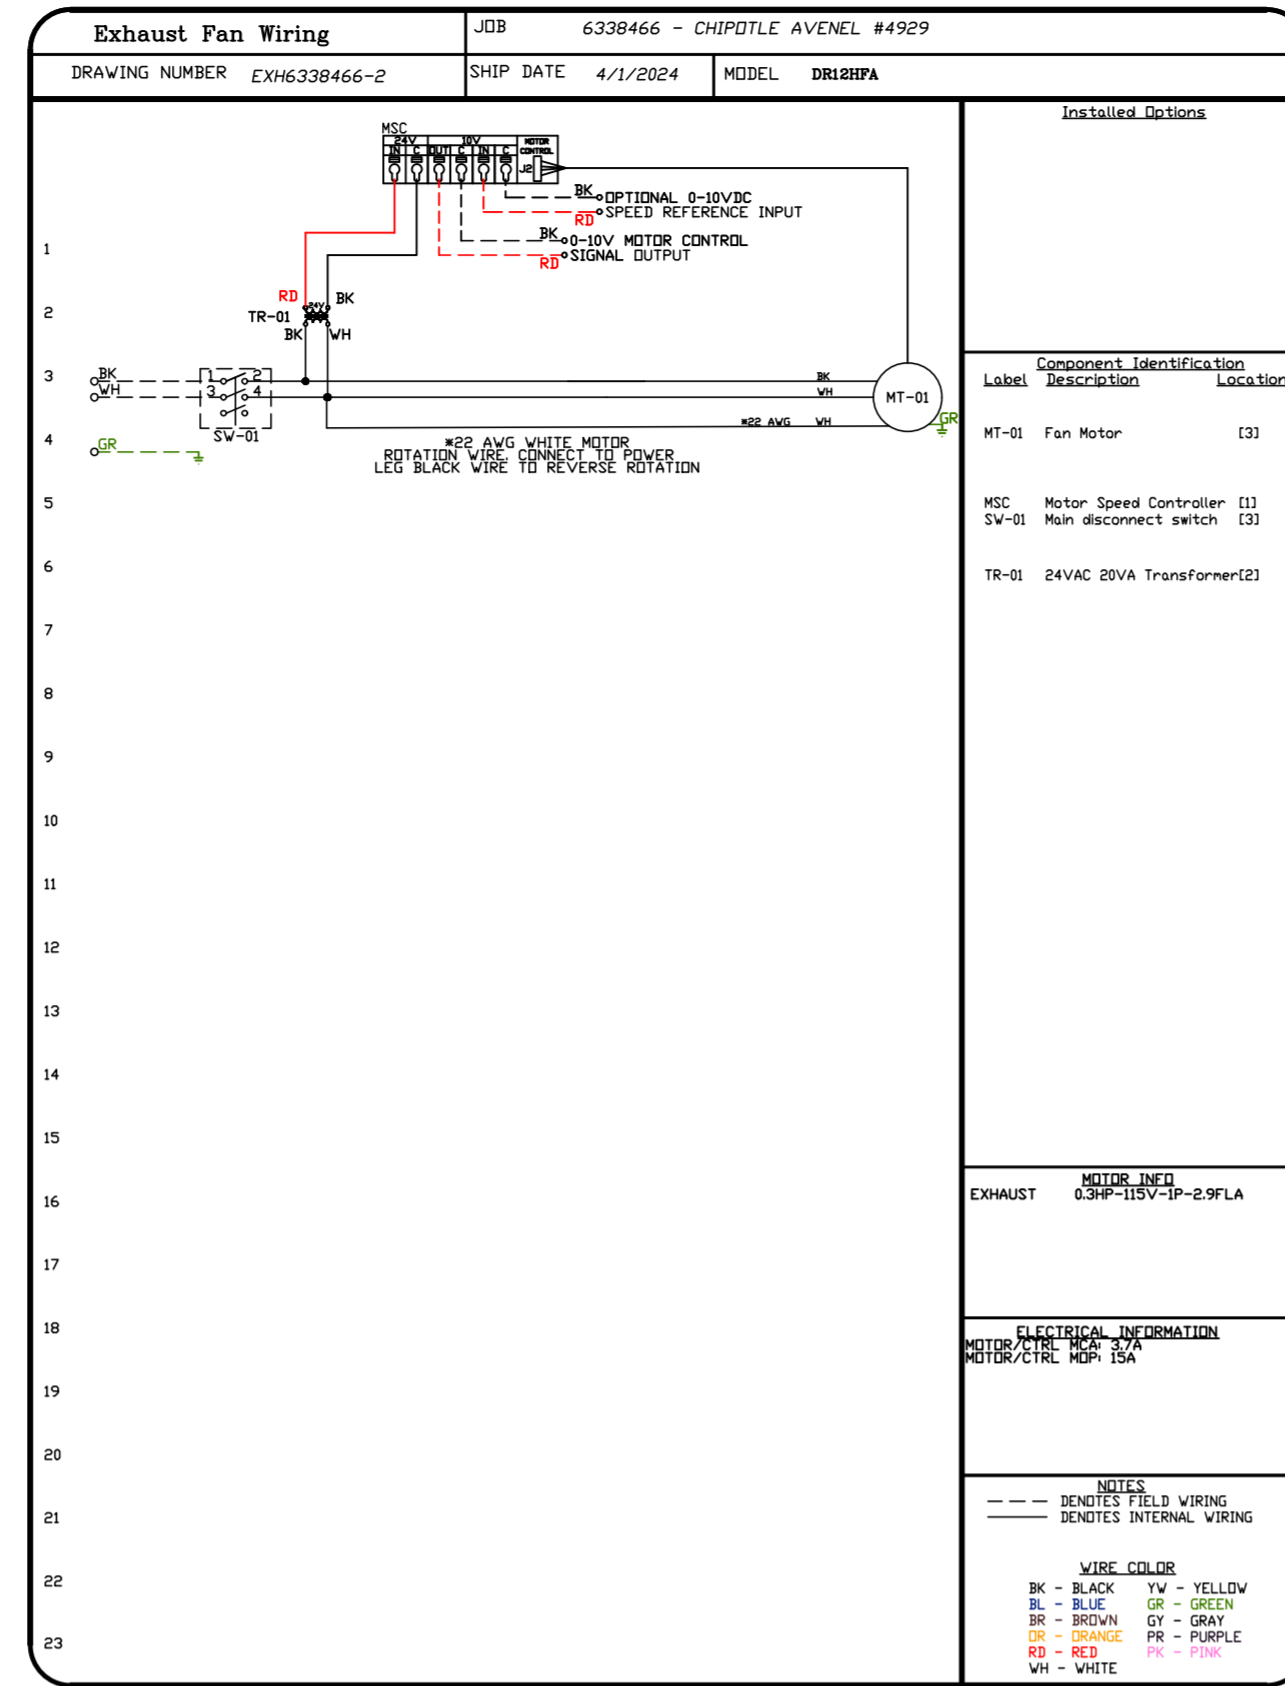 Exhaust Fan Wiring
JOB 6338466 - CHIPOTLE AVENEL #4929
DRAWING NUMBER EXH6338466-2
SHIP DATE 4/1/2024
MODEL DR12HFA
MSC
24V 10V MOTOR
IN C OUT C IN C CONTROL
J2
BK OPTIONAL 0-10VDC
RD SPEED REFERENCE INPUT
BK 0-10V MOTOR CONTROL
RD SIGNAL OUTPUT
RD 24V BK
TR-01
BK WH
BK 1 2 BK
WH 3 4 WH
MT-01
SW-01
*22 AWG WH GR
GR
*22 AWG WHITE MOTOR
ROTATION WIRE. CONNECT TO POWER
LEG BLACK WIRE TO REVERSE ROTATION
1
2
3
4
5
6
7
8
9
10
11
12
13
14
15
16
17
18
19
20
21
22
23
Installed Options
Component Identification
Label Description Location
MT-01 Fan Motor [3]
MSC Motor Speed Controller [1]
SW-01 Main disconnect switch [3]
TR-01 24VAC 20VA Transformer[2]
MOTOR INFO
EXHAUST 0.3HP-115V-1P-2.9FLA
ELECTRICAL INFORMATION
MOTOR/CTRL MCA: 3.7A
MOTOR/CTRL MOP: 15A
NOTES
DENOTES FIELD WIRING
DENOTES INTERNAL WIRING
WIRE COLOR
BK - BLACK YW - YELLOW
BL - BLUE GR - GREEN
BR - BROWN GY - GRAY
OR - ORANGE PR - PURPLE
RD - RED PK - PINK
WH - WHITE